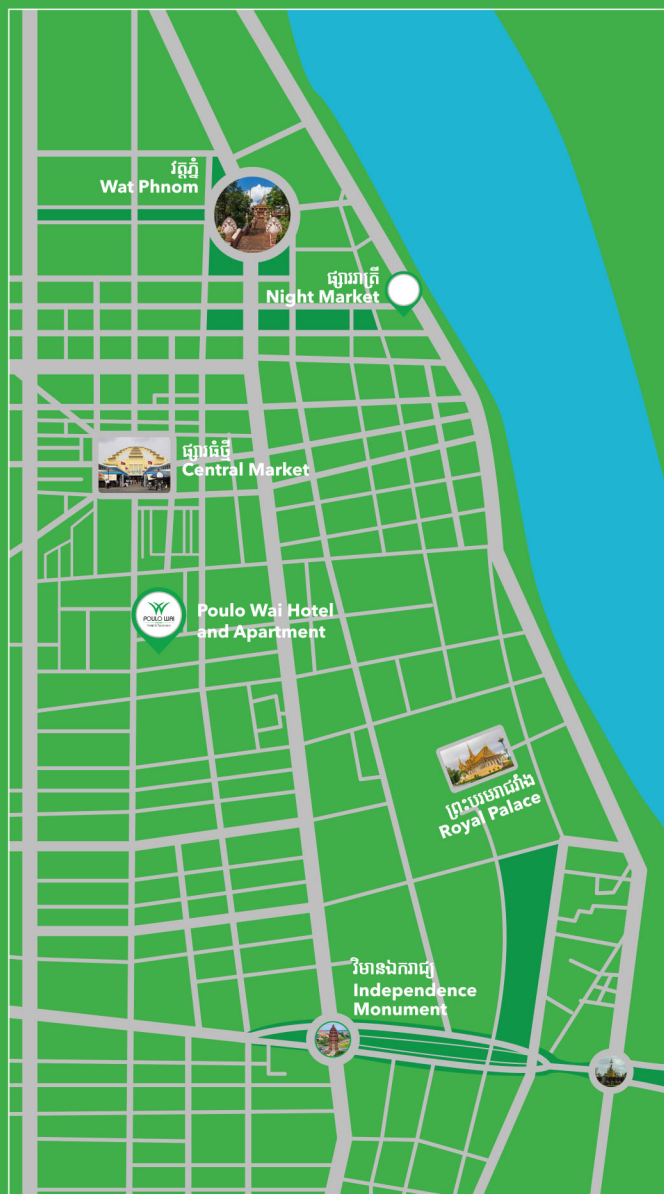 វត្តភ្នំ
Wat Phnom
ផ្សាររាត្រី
Night Market
ផ្សារធំថ្មី
Central Market
POULO WAI
Poulo Wai Hotel
and Apartment
ព្រះបរមរាជវាំង
Royal Palace
វិមានឯករាជ្យ
Independence
Monument